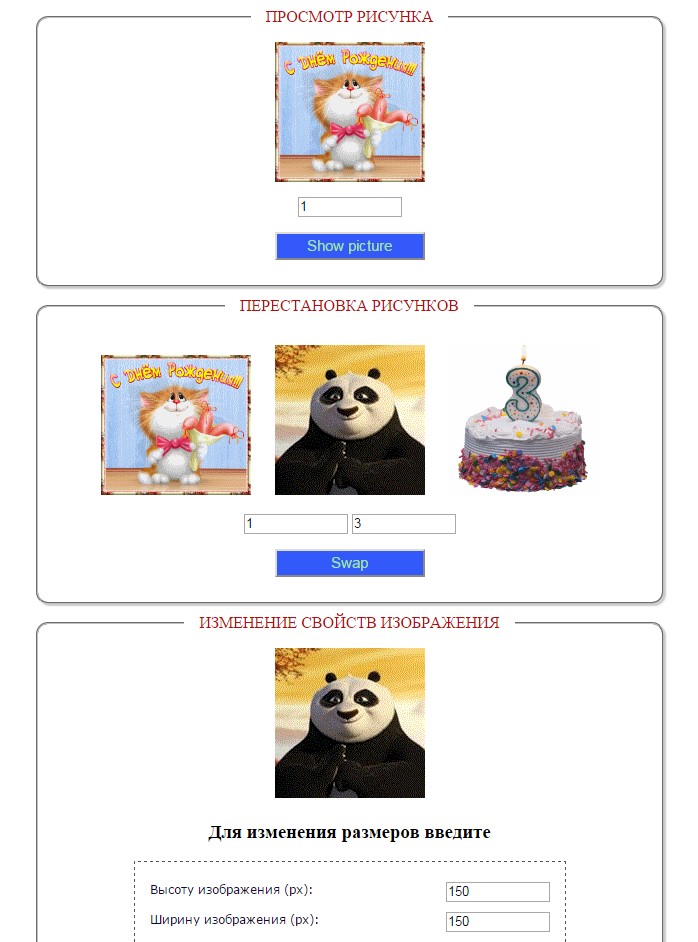 ПРОСМОТР РИСУНКА
С Днём Рождения!!!
1
Show picture
ПЕРЕСТАНОВКА РИСУНКОВ
С Днём Рождения!!!
3
1
3
Swap
ИЗМЕНЕНИЕ СВОЙСТВ ИЗОБРАЖЕНИЯ
Для изменения размеров введите
Высоту изображения (px):
150
Ширину изображения (px):
150